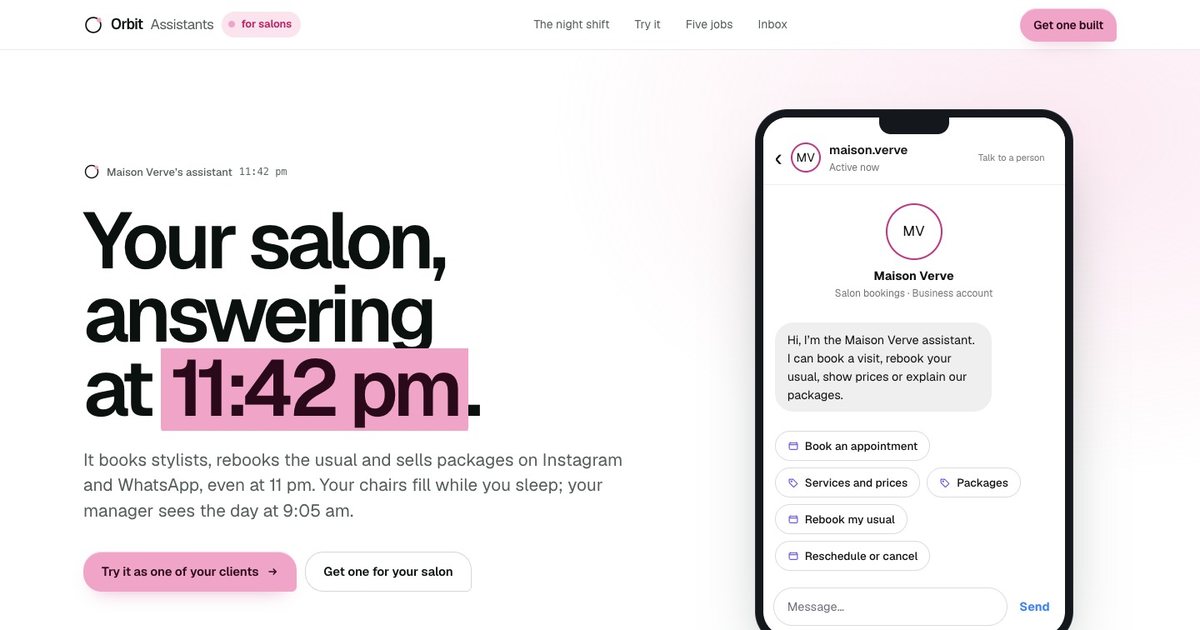 Orbit Assistants for salons
The night shift
Try it
Five jobs
Inbox
Get one built
Maison Verve's assistant 11:42 pm
Your salon,
answering
at 11:42 pm.
It books stylists, rebooks the usual and sells packages on Instagram
and WhatsApp, even at 11 pm. Your chairs fill while you sleep; your
manager sees the day at 9:05 am.
Try it as one of your clients →
Get one for your salon
MV
maison.verve
Active now
Talk to a person
MV
Maison Verve
Salon bookings · Business account
Hi, I'm the Maison Verve assistant.
I can book a visit, rebook your
usual, show prices or explain our
packages.
Book an appointment
Services and prices
Packages
Rebook my usual
Reschedule or cancel
Message...
Send